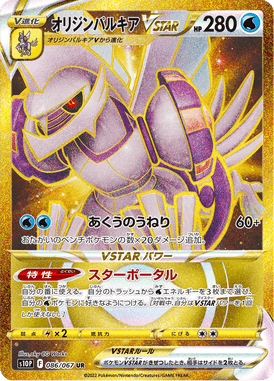 V進化
オリジンパルキア VSTAR HP 280
オリジンパルキアVから進化
あくうのうねり 60+
おたがいのベンチポケモンの数×20ダメージ追加。
VSTARパワー
特性 スターポータル
自分の番に使える。自分のトラッシュからエネルギーを3枚まで選び、
自分のポケモンに好きなようにつける。
弱点 ×2 抵抗力 にげる
VSTARルール
ポケモンVSTARがきぜつしたとき、相手はサイドを2枚とる。
S10P F 086/067 UR
©2022 Pokémon/Nintendo/Creatures/GAME FREAK.